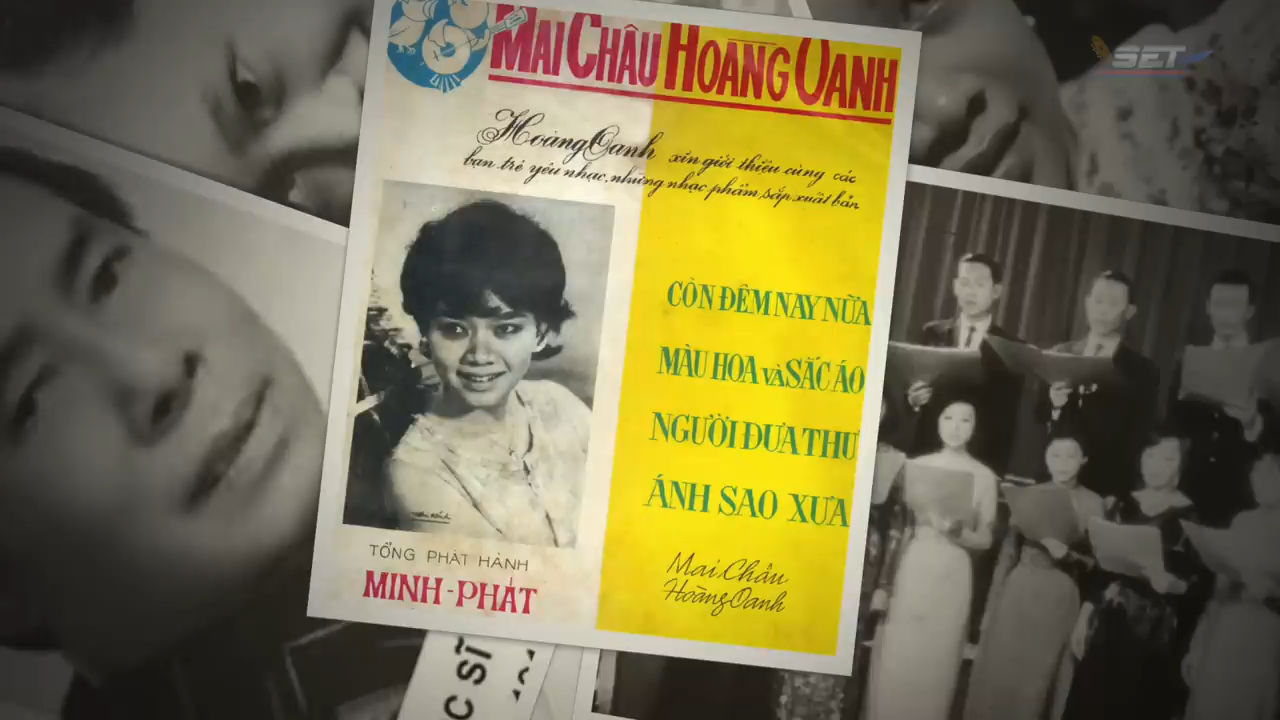 SET
MAI CHÂU HOÀNG OANH
Hoàng Oanh xin giới thiệu cùng các
bạn trẻ yêu nhạc, những nhạc phẩm, sắp xuất bản
CÒN ĐÊM NAY NỮA
MÀU HOA và SẮC ÁO
NGƯỜI ĐƯA THƯ
ÁNH SAO XƯA
TỔNG PHÁT HÀNH
MINH-PHÁT
Mai Châu
Hoàng Oanh
C SĨ